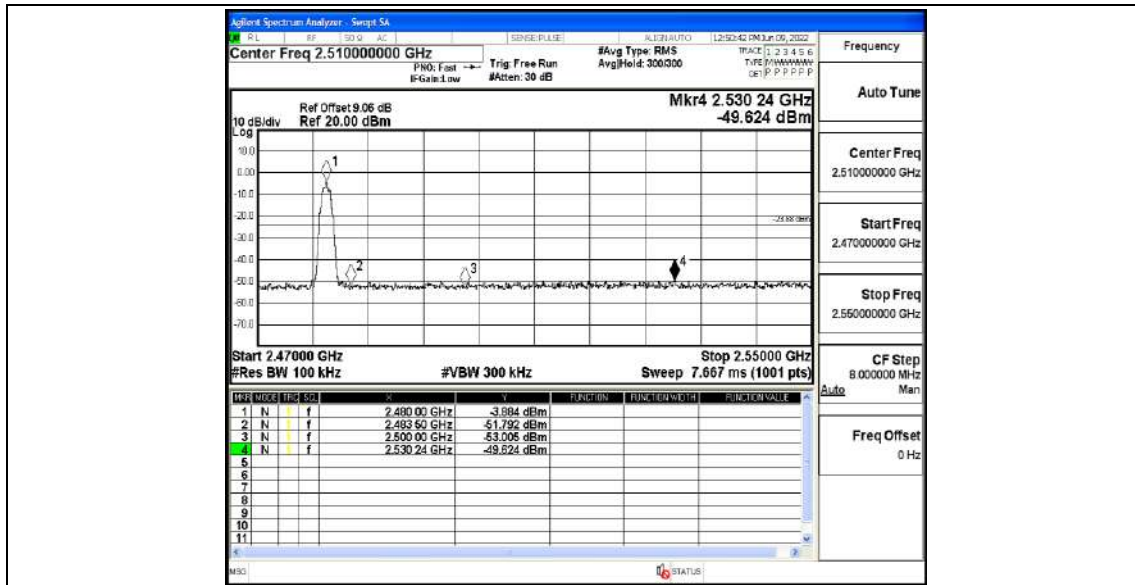 Agilent Spectrum Analyzer - Swept SA
RL RF 50 Ω AC SENSE:PULSE ALIGN AUTO 12:50:42 PM Jun 09, 2022
Center Freq 2.510000000 GHz
PNO: Fast
IFGain:Low
Trig: Free Run
#Atten: 30 dB
#Avg Type: RMS
Avg|Hold: 300/300
TRACE 1 2 3 4 5 6
TYPE
DET P P P P P P
Frequency
Auto Tune
Center Freq
2.510000000 GHz
Start Freq
2.470000000 GHz
Stop Freq
2.550000000 GHz
CF Step
8.000000 MHz
Auto Man
Freq Offset
0 Hz
Mkr4 2.530 24 GHz
-49.624 dBm
Ref Offset 9.06 dB
10 dB/div Ref 20.00 dBm
Log
10.0
0.00
-10.0
-20.0
-30.0
-40.0
-50.0
-60.0
-70.0
1
2
3
4
-23.88 dBm
Start 2.47000 GHz Stop 2.55000 GHz
#Res BW 100 kHz #VBW 300 kHz Sweep 7.667 ms (1001 pts)
MKR MODE TRC SCL X Y FUNCTION FUNCTION WIDTH FUNCTION VALUE
1 N f 2.480 00 GHz -3.884 dBm
2 N f 2.483 50 GHz -51.792 dBm
3 N f 2.500 00 GHz -53.005 dBm
4 N f 2.530 24 GHz -49.624 dBm
5
6
7
8
9
10
11
MSG STATUS